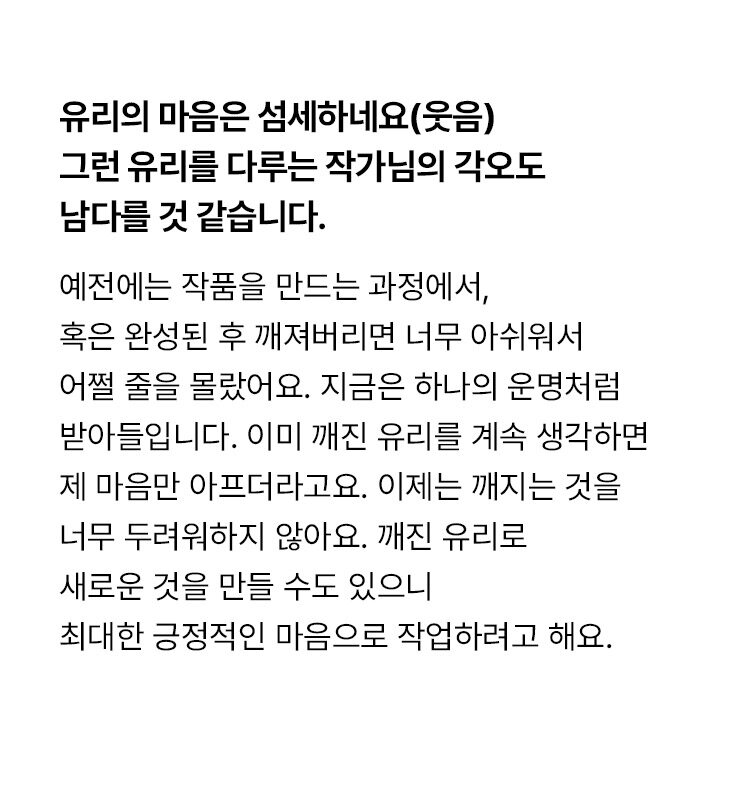 유리의 마음은 섬세하네요(웃음)
그런 유리를 다루는 작가님의 각오도
남다를 것 같습니다.
예전에는 작품을 만드는 과정에서,
혹은 완성된 후 깨져버리면 너무 아쉬워서
어쩔 줄을 몰랐어요. 지금은 하나의 운명처럼
받아들입니다. 이미 깨진 유리를 계속 생각하면
제 마음만 아프더라고요. 이제는 깨지는 것을
너무 두려워하지 않아요. 깨진 유리로
새로운 것을 만들 수도 있으니
최대한 긍정적인 마음으로 작업하려고 해요.